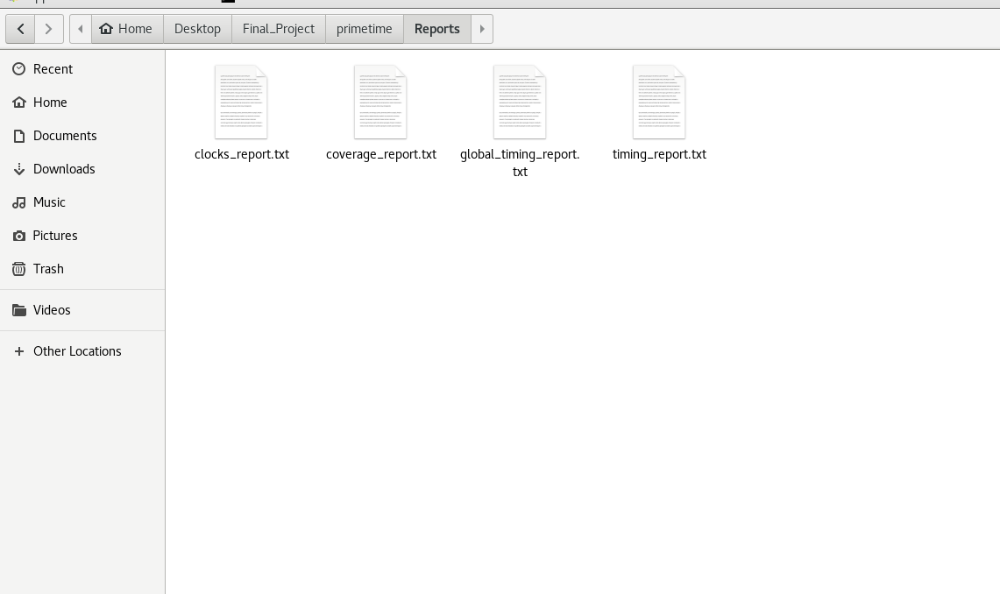 Home
Desktop
Final_Project
primetime
Reports
Recent
Home
Documents
Downloads
Music
Pictures
Trash
Videos
Other Locations
clocks_report.txt
coverage_report.txt
global_timing_report.
txt
timing_report.txt